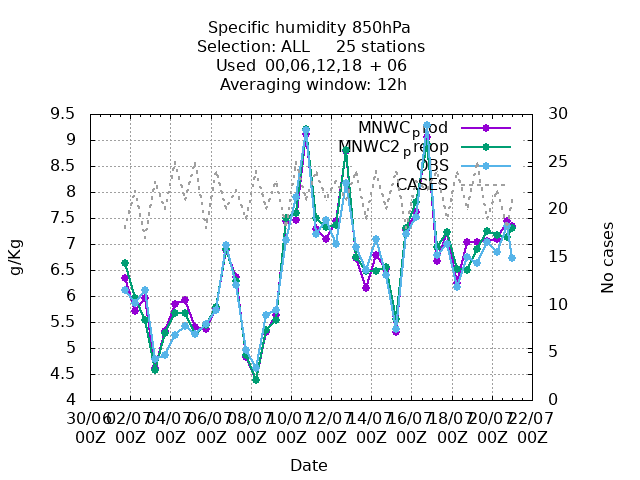 Specific humidity 850hPa
Selection: ALL 25 stations
Used 00,06,12,18 + 06
Averaging window: 12h
9.5
9
8.5
8
7.5
7
6.5
6
5.5
5
4.5
4
30
25
20
15
10
5
0
g/Kg
No cases
MNWCprod
MNWC2preop
OBS
CASES
30/06 02/07 04/07 06/07 08/07 10/07 12/07 14/07 16/07 18/07 20/07 22/07
00Z 00Z 00Z 00Z 00Z 00Z 00Z 00Z 00Z 00Z 00Z 00Z
Date